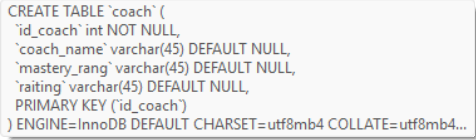 CREATE TABLE `coach` (
`id_coach` int NOT NULL,
`coach_name` varchar(45) DEFAULT NULL,
`mastery_rang` varchar(45) DEFAULT NULL,
`raiting` varchar(45) DEFAULT NULL,
PRIMARY KEY (`id_coach`)
) ENGINE=InnoDB DEFAULT CHARSET=utf8mb4 COLLATE=utf8mb4...